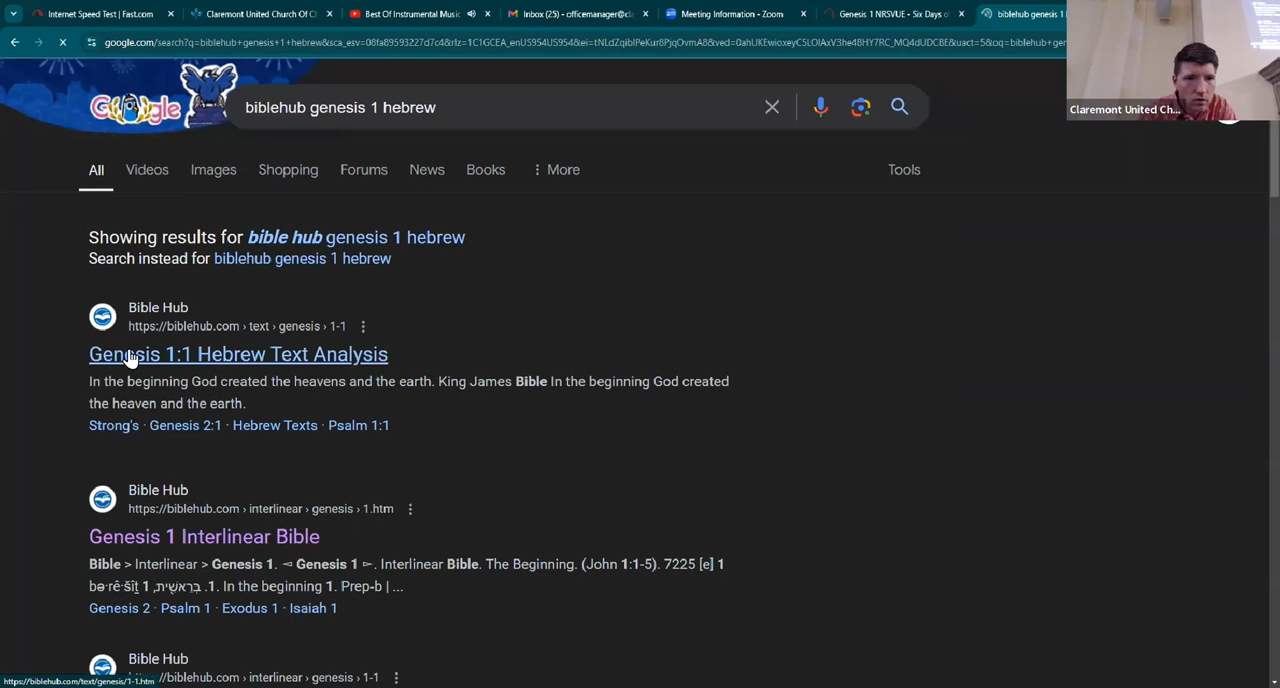 Internet Speed Test | Fast.com
Claremont United Church Of C
Best Of Instrumental Music
Inbox (25) - officemanager@cl
Meeting Information - Zoom
Genesis 1 NRSVUE - Six Days o
biblehub genesis 1
google.com/search?q=biblehub+genesis+1+hebrew&sca_esv=08fa89593227d7c4&rlz=1C1GCEA_enUS954US954&ei=
Claremont United Ch...
Google
biblehub genesis 1 hebrew
All
Videos
Images
Shopping
Forums
News
Books
More
Tools
Showing results for bible hub genesis 1 hebrew
Search instead for biblehub genesis 1 hebrew
Bible Hub
https://biblehub.com › text › genesis › 1-1
Genesis 1:1 Hebrew Text Analysis
In the beginning God created the heavens and the earth. King James Bible In the beginning God created
the heaven and the earth.
Strong's · Genesis 2:1 · Hebrew Texts · Psalm 1:1
Bible Hub
https://biblehub.com › interlinear › genesis › 1.htm
Genesis 1 Interlinear Bible
Bible > Interlinear > Genesis 1. ◄ Genesis 1 ►. Interlinear Bible. The Beginning. (John 1:1-5). 7225 [e] 1
bə·rê·šîṯ 1, בְּרֵאשִׁ֖ית .1. In the beginning 1. Prep-b | ...
Genesis 2 · Psalm 1 · Exodus 1 · Isaiah 1
Bible Hub
/biblehub.com › interlinear › genesis › 1-1
https://biblehub.com/text/genesis/1-1.htm